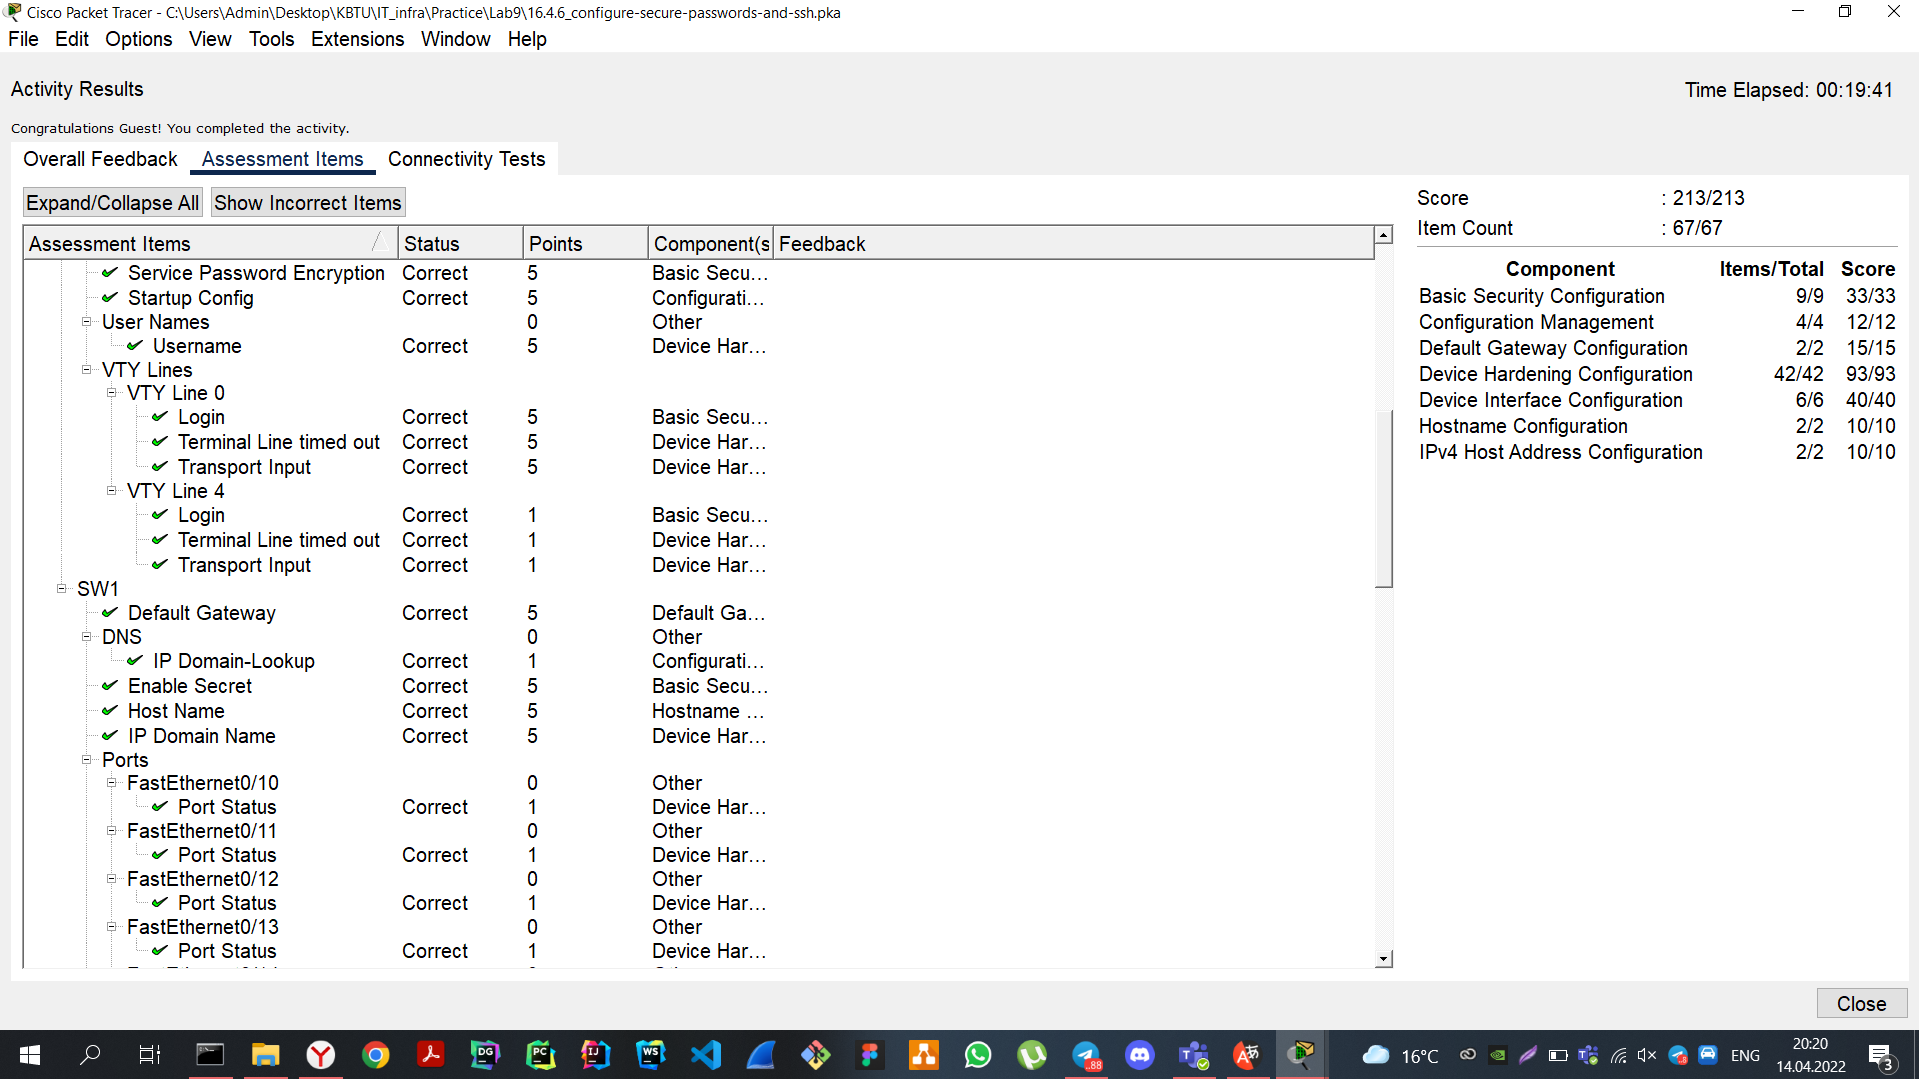 Cisco Packet Tracer - C:\Users\Admin\Desktop\KBTU\IT_infra\Practice\Lab9\16.4.6_configure-secure-passwords-and-ssh.pka
File Edit Options View Tools Extensions Window Help
Activity Results
Time Elapsed: 00:19:41
Congratulations Guest! You completed the activity.
Overall Feedback Assessment Items Connectivity Tests
Expand/Collapse All Show Incorrect Items
Assessment Items Status Points Component(s Feedback
Service Password Encryption Correct 5 Basic Secu...
Startup Config Correct 5 Configurati...
User Names 0 Other
Username Correct 5 Device Har...
VTY Lines
VTY Line 0
Login Correct 5 Basic Secu...
Terminal Line timed out Correct 5 Device Har...
Transport Input Correct 5 Device Har...
VTY Line 4
Login Correct 1 Basic Secu...
Terminal Line timed out Correct 1 Device Har...
Transport Input Correct 1 Device Har...
SW1
Default Gateway Correct 5 Default Ga...
DNS 0 Other
IP Domain-Lookup Correct 1 Configurati...
Enable Secret Correct 5 Basic Secu...
Host Name Correct 5 Hostname ...
IP Domain Name Correct 5 Device Har...
Ports
FastEthernet0/10 0 Other
Port Status Correct 1 Device Har...
FastEthernet0/11 0 Other
Port Status Correct 1 Device Har...
FastEthernet0/12 0 Other
Port Status Correct 1 Device Har...
FastEthernet0/13 0 Other
Port Status Correct 1 Device Har...
Score : 213/213
Item Count : 67/67
Component Items/Total Score
Basic Security Configuration 9/9 33/33
Configuration Management 4/4 12/12
Default Gateway Configuration 2/2 15/15
Device Hardening Configuration 42/42 93/93
Device Interface Configuration 6/6 40/40
Hostname Configuration 2/2 10/10
IPv4 Host Address Configuration 2/2 10/10
Close
DG PC IJ WS
88
16°C
ENG
20:20
14.04.2022
3